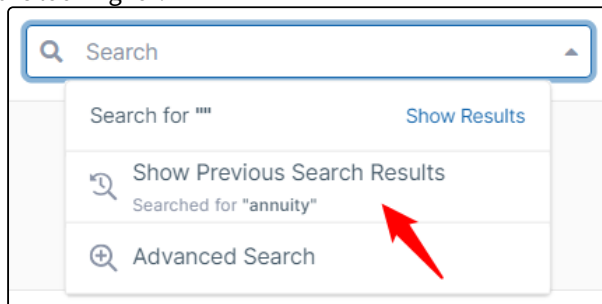 Search
Search for ""
Show Results
Show Previous Search Results
Searched for "annuity"
Advanced Search